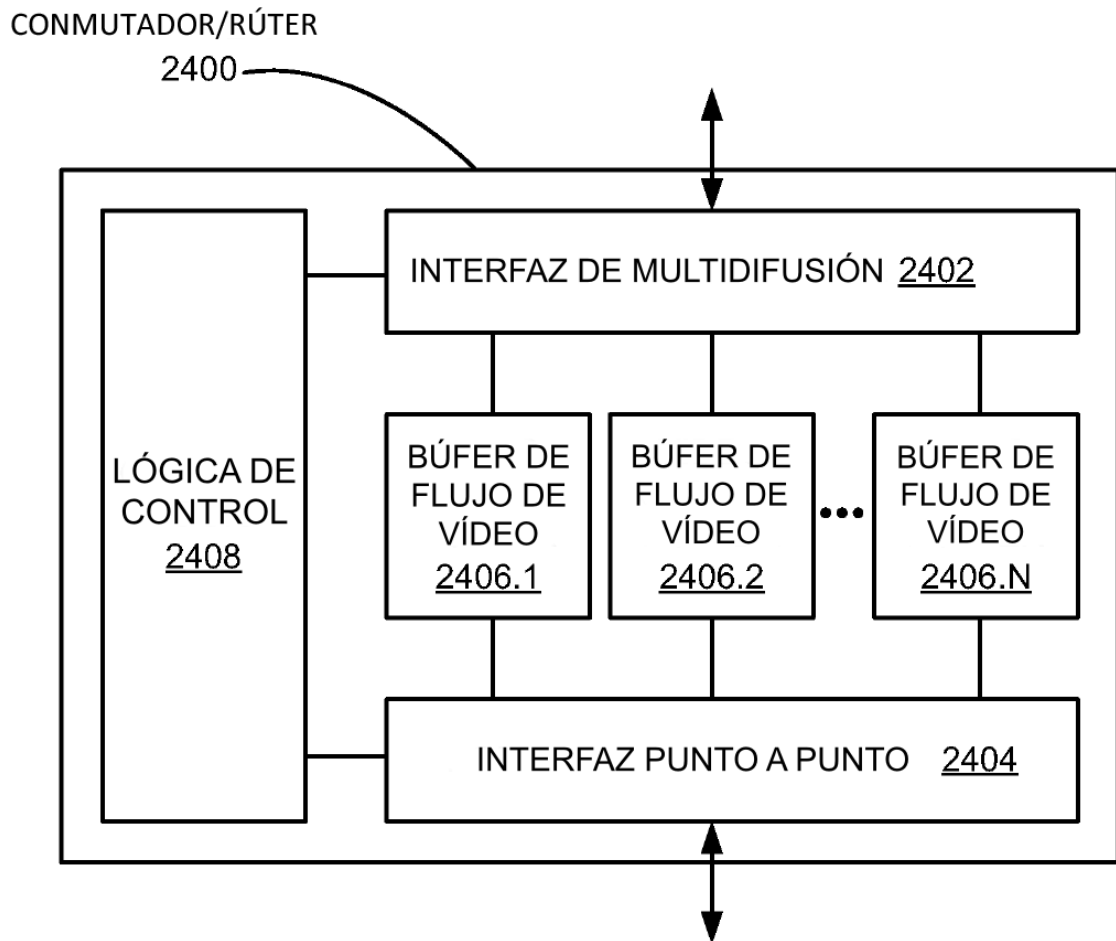 CONMUTADOR/RÚTER
2400
INTERFAZ DE MULTIDIFUSIÓN 2402
LÓGICA DE
CONTROL
2408
BÚFER DE
FLUJO DE
VÍDEO
2406.1
BÚFER DE
FLUJO DE
VÍDEO
2406.2
BÚFER DE
FLUJO DE
VÍDEO
2406.N
INTERFAZ PUNTO A PUNTO 2404